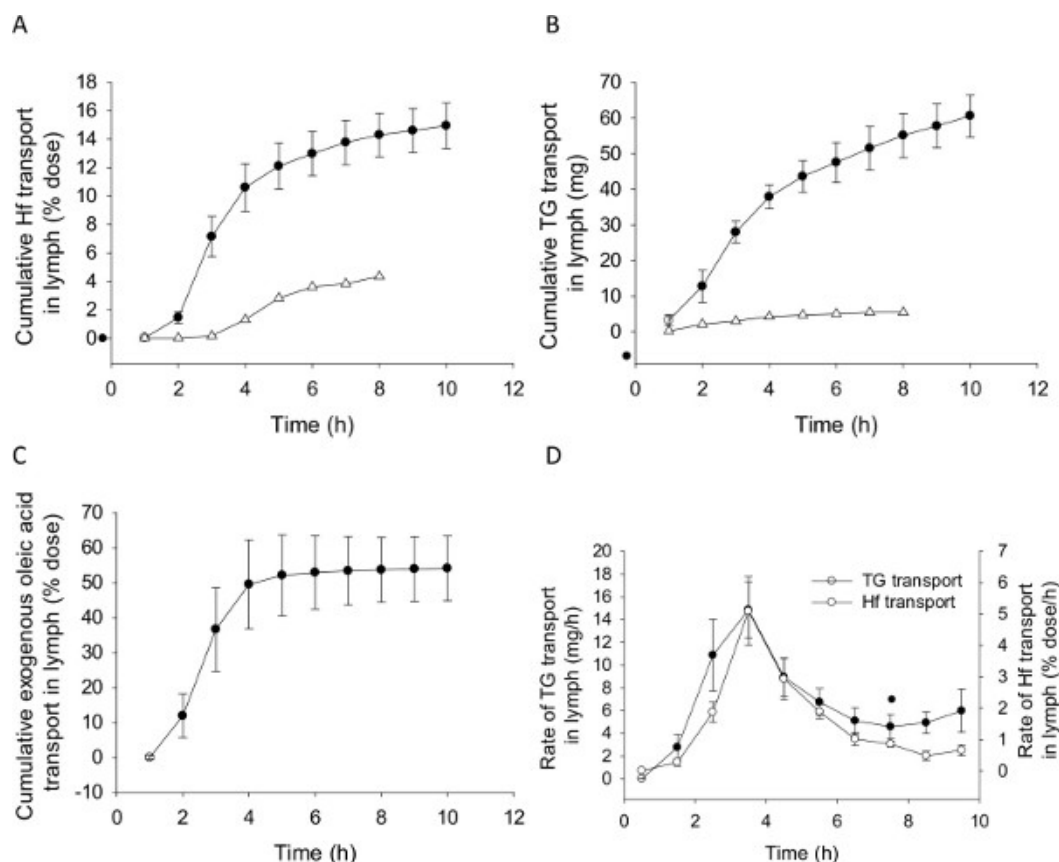 A
Cumulative Hf transport
in lymph (% dose)
18
16
14
12
10
8
6
4
2
0
0 2 4 6 8 10 12
Time (h)
B
Cumulative TG transport
in lymph (mg)
70
60
50
40
30
20
10
0
0 2 4 6 8 10 12
Time (h)
C
Cumulative exogenous oleic acid
transport in lymph (% dose)
70
60
50
40
30
20
10
0
-10
0 2 4 6 8 10 12
Time (h)
D
Rate of TG transport
in lymph (mg/h)
20
18
16
14
12
10
8
6
4
2
0
TG transport
Hf transport
7
6
5
4
3
2
1
0
Rate of Hf transport
in lymph (% dose/h)
0 2 4 6 8 10
Time (h)